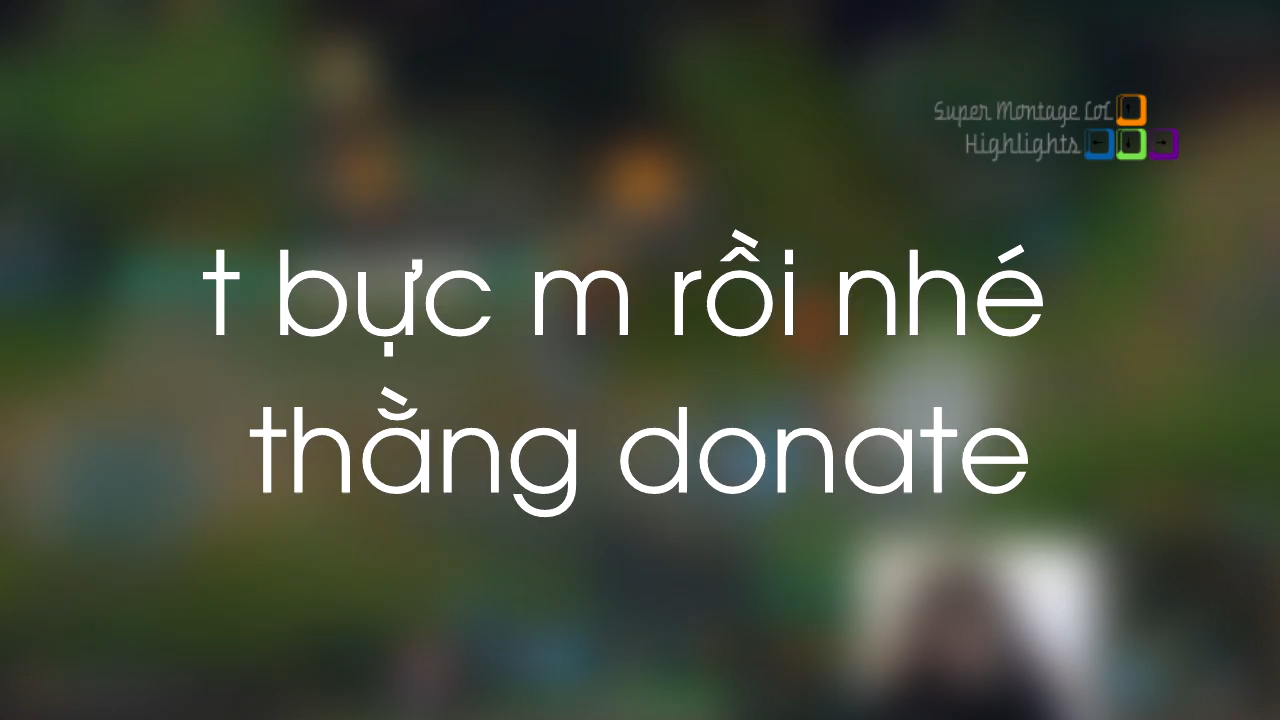 Super Montage LoL
Highlights
t bực m rồi nhé
thằng donate